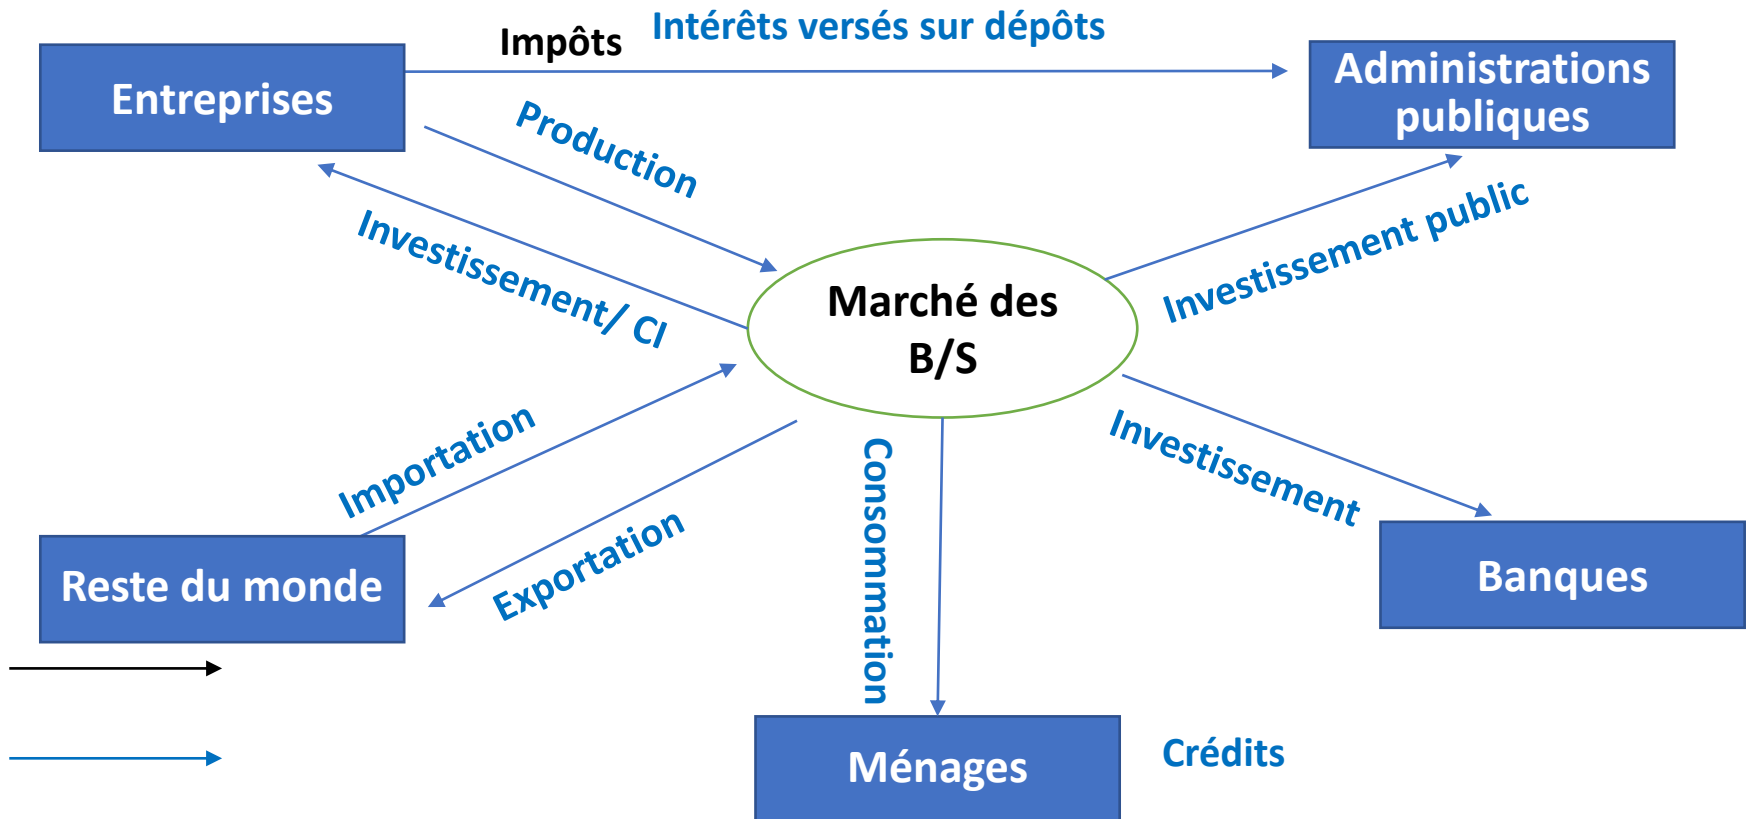 Impôts
Intérêts versés sur dépôts
Entreprises
Administrations
publiques
Production
Investissement/ CI
Investissement public
Marché des
B/S
Importation
Exportation
Consommation
Investissement
Reste du monde
Banques
Ménages
Crédits